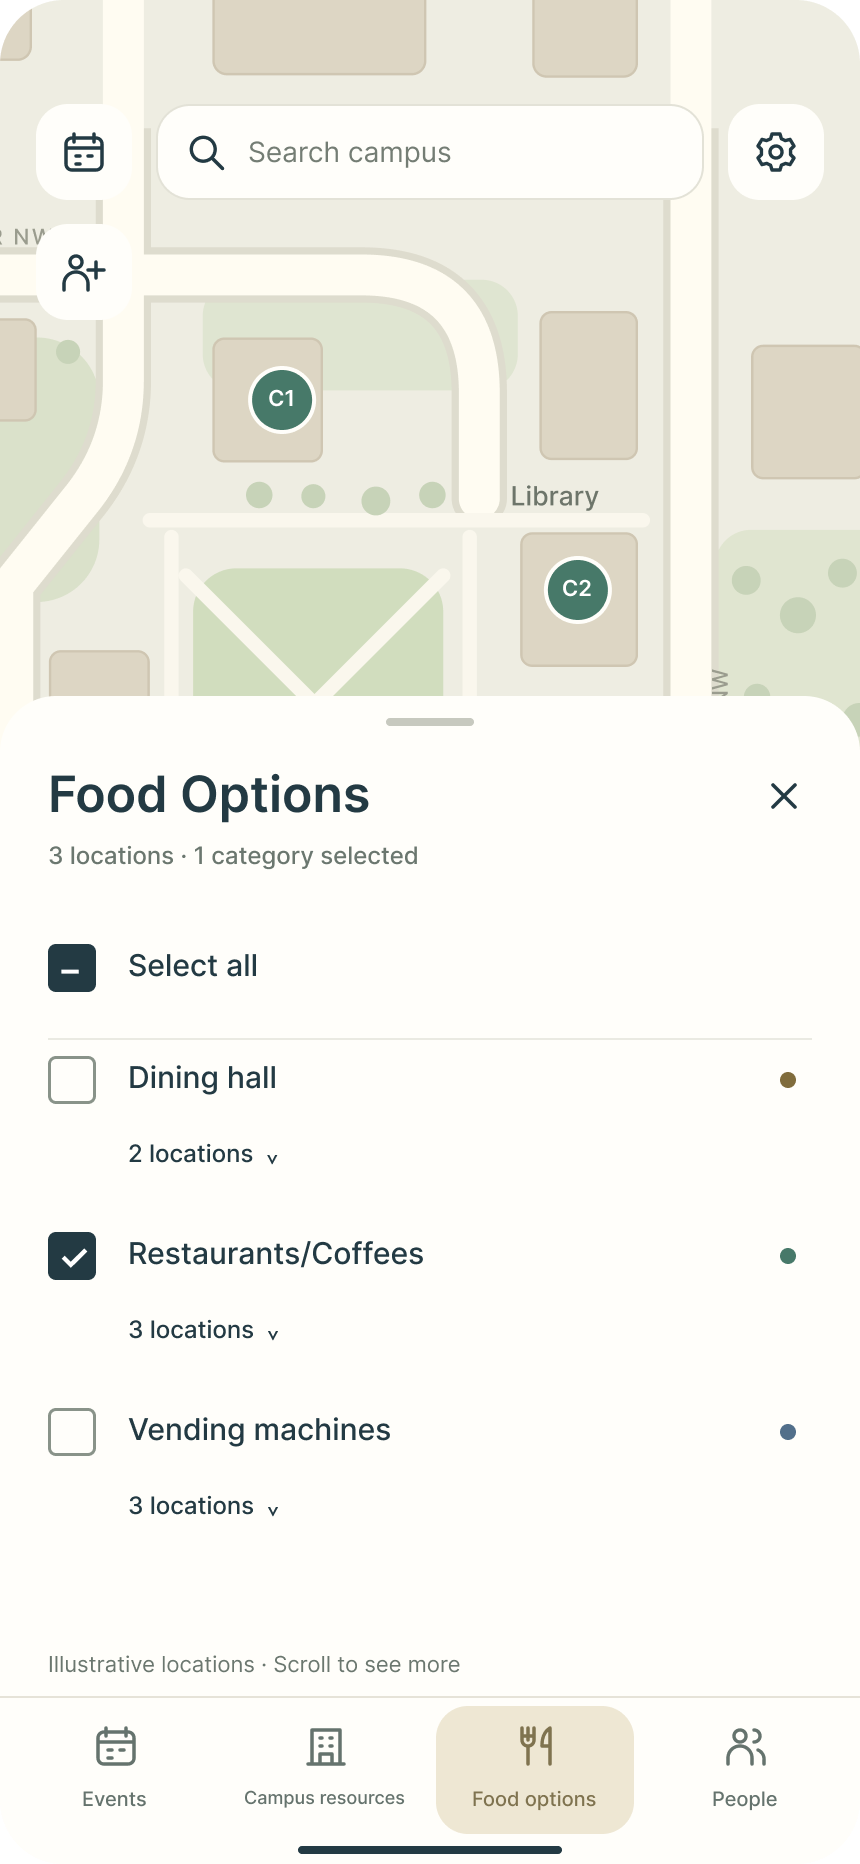 Search campus
R NW
C1
Library
C2
NW
Food Options
3 locations · 1 category selected
Select all
Dining hall
2 locations
Restaurants/Coffees
3 locations
Vending machines
3 locations
Illustrative locations · Scroll to see more
Events
Campus resources
Food options
People